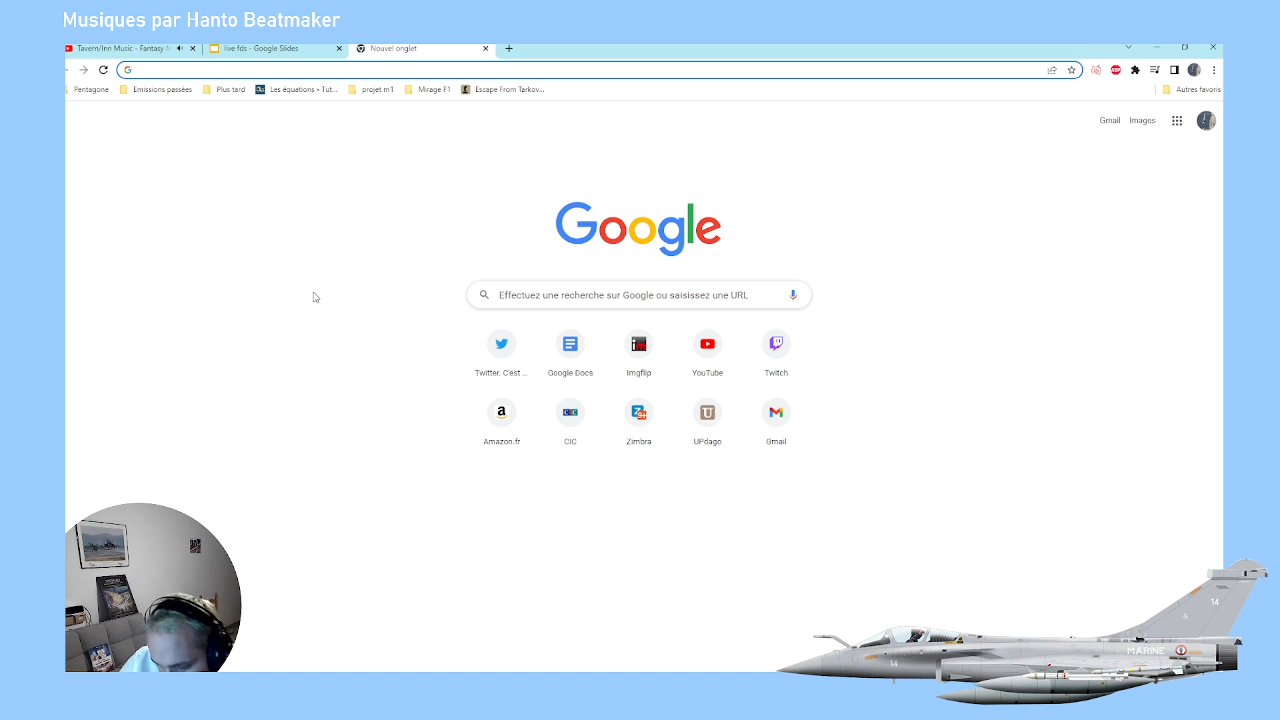 Musiques par Hanto Beatmaker
Tavern/Inn Music - Fantasy
live fds - Google Slides
Nouvel onglet
Pentagone
Emissions passées
Plus tard
Les équations • Tut...
projet m1
Mirage F1
Escape From Tarkov...
Autres favoris
Gmail
Images
Google
Effectuez une recherche sur Google ou saisissez une URL
Twitter. C'est ...
Google Docs
Imgflip
YouTube
Twitch
Amazon.fr
CIC
Zimbra
UPdago
Gmail
14
MARINE
14